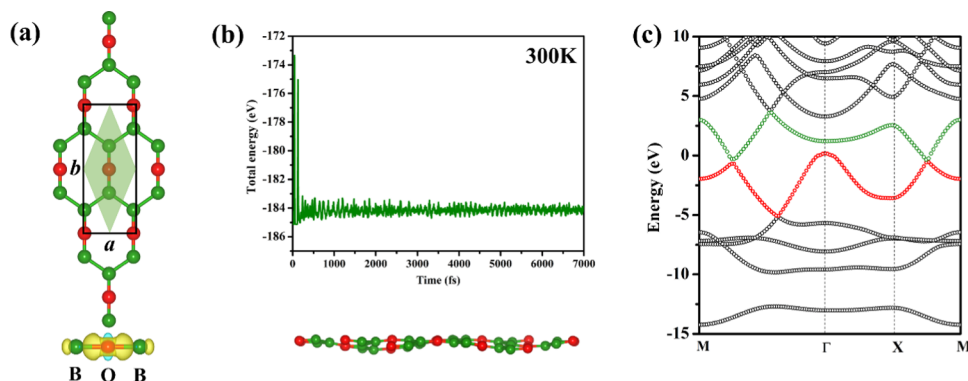 (a)
b
a
B O B
(b)
300K
Total energy (eV)
-172
-174
-176
-178
-180
-182
-184
-186
0 1000 2000 3000 4000 5000 6000 7000
Time (fs)
(c)
Energy (eV)
10
5
0
-5
-10
-15
M Γ X M